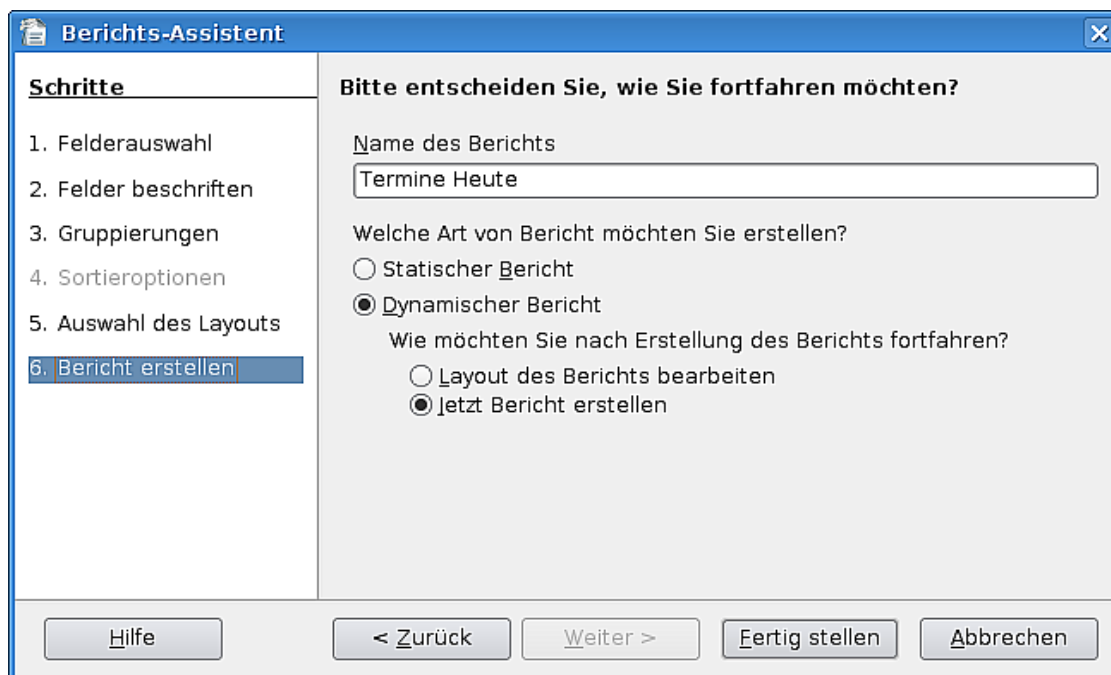 Berichts-Assistent
Schritte
1. Felderauswahl
2. Felder beschriften
3. Gruppierungen
4. Sortieroptionen
5. Auswahl des Layouts
6. Bericht erstellen
Bitte entscheiden Sie, wie Sie fortfahren möchten?
Name des Berichts
Termine Heute
Welche Art von Bericht möchten Sie erstellen?
Statischer Bericht
Dynamischer Bericht
Wie möchten Sie nach Erstellung des Berichts fortfahren?
Layout des Berichts bearbeiten
Jetzt Bericht erstellen
Hilfe
< Zurück
Weiter >
Fertig stellen
Abbrechen